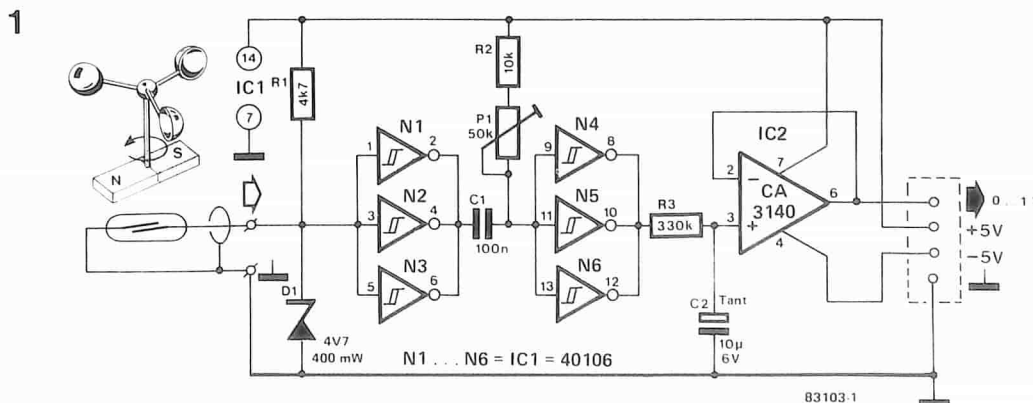 1
14
IC1
7
R1
4k7
R2
10k
P1
50k
S
N
N1
1
2
N2
3
4
N3
5
6
C1
100n
N4
9
8
N5
11
10
N6
13
12
R3
330k
IC2
2
−
7
CA
3140
6
3
+
4
0...1
+5V
−5V
D1
4V7
400 mW
C2
Tant
10µ
6V
N1 . . . N6 = IC1 = 40106
83103-1